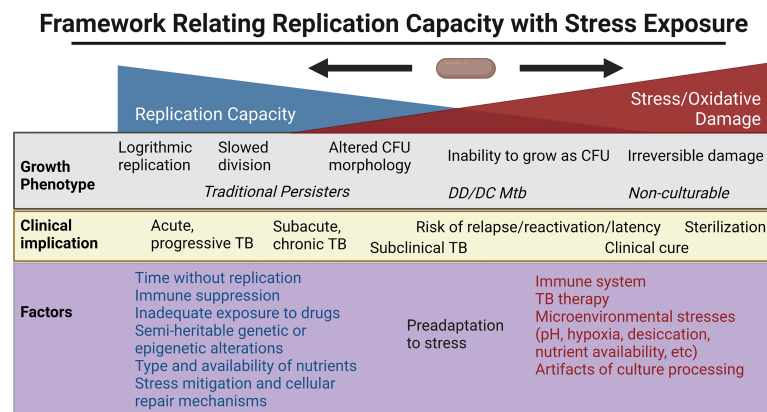 Framework Relating Replication Capacity with Stress Exposure
Replication Capacity
Stress/Oxidative
Damage
Growth
Phenotype
Logrithmic
replication
Slowed
division
Altered CFU
morphology
Inability to grow as CFU
Irreversible damage
Traditional Persisters
DD/DC Mtb
Non-culturable
Clinical
implication
Acute,
progressive TB
Subacute,
chronic TB
Risk of relapse/reactivation/latency
Sterilization
Subclinical TB
Clinical cure
Factors
Time without replication
Immune suppression
Inadequate exposure to drugs
Semi-heritable genetic or
epigenetic alterations
Type and availability of nutrients
Stress mitigation and cellular
repair mechanisms
Preadaptation
to stress
Immune system
TB therapy
Microenvironmental stresses
(pH, hypoxia, desiccation,
nutrient availability, etc)
Artifacts of culture processing